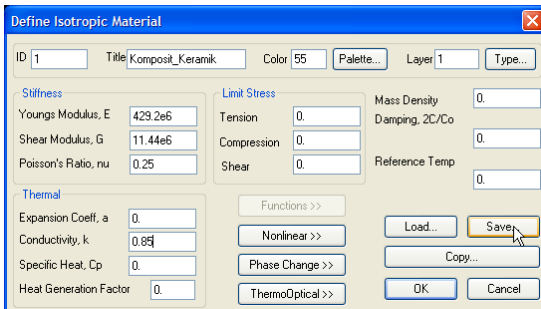 Define Isotropic Material
ID 1 Title Komposit_Keramik Color 55 Palette... Layer 1 Type...
Stiffness
Youngs Modulus, E 429.2e6
Shear Modulus, G 11.44e6
Poisson's Ratio, nu 0.25
Limit Stress
Tension 0.
Compression 0.
Shear 0.
Mass Density 0.
Damping, 2C/Co
0.
Reference Temp
0.
Thermal
Expansion Coeff, a 0.
Conductivity, k 0.85
Specific Heat, Cp 0.
Heat Generation Factor 0.
Functions >>
Nonlinear >>
Phase Change >>
ThermoOptical >>
Load... Save...
Copy...
OK Cancel